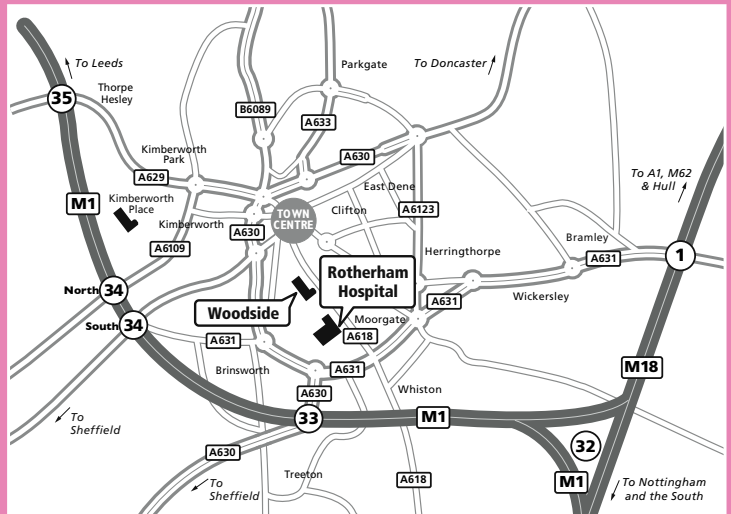 To Leeds
Parkgate
To Doncaster
35
Thorpe
Hesley
B6089
A633
Kimberworth
Park
A630
A629
To A1, M62
& Hull
East Dene
M1
Kimberworth
Place
TOWN
CENTRE
Clifton
A6123
Kimberworth
A630
Bramley
A6109
Herringthorpe
A631
1
Rotherham
Hospital
North
34
A631
Wickersley
Woodside
Moorgate
South
34
A618
A631
A631
Brinsworth
M18
Whiston
A630
33
M1
To
Sheffield
32
A630
Treeton
A618
M1
To
Sheffield
To Nottingham
and the South